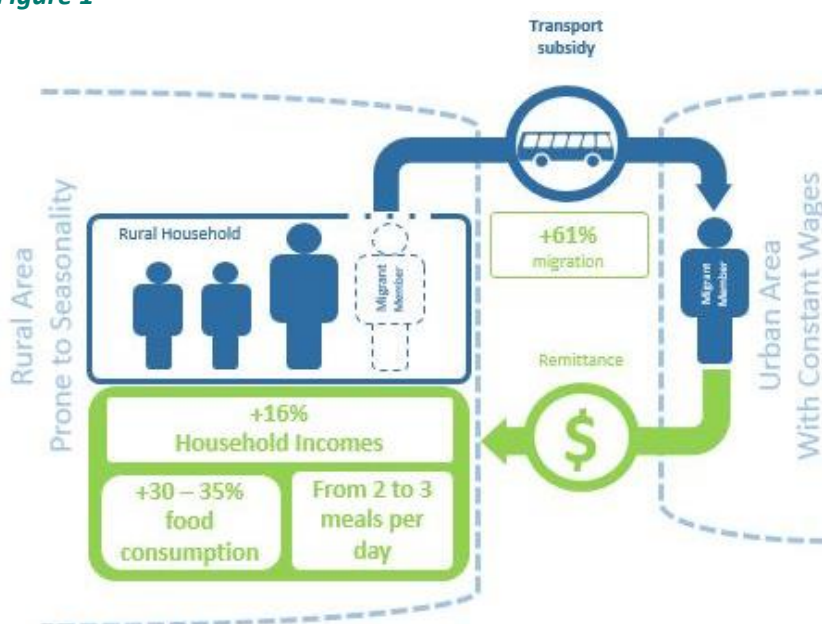 Figure 1
Transport
subsidy
Rural Area
Prone to Seasonality
Rural Household
Migrant
Member
+61%
migration
Migrant
Member
Urban Area
With Constant Wages
Remittance
$
+16%
Household Incomes
+30 – 35%
food
consumption
From 2 to 3
meals per
day